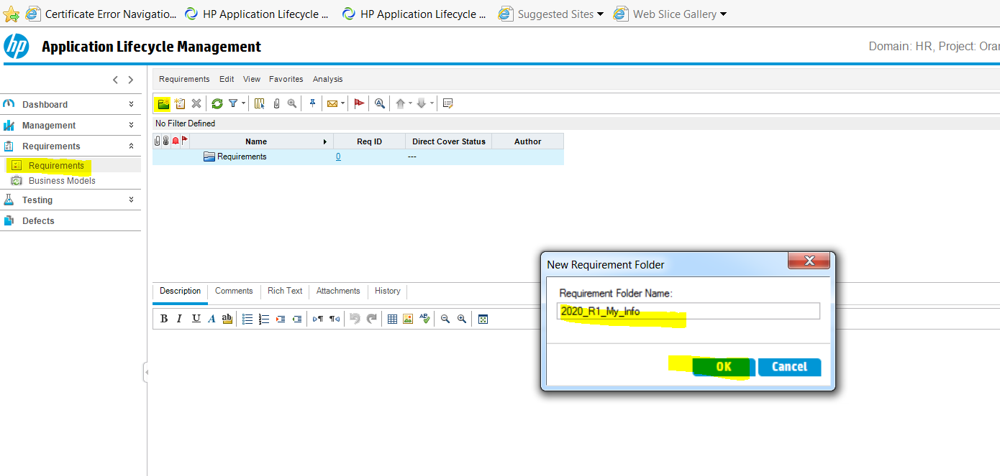 Certificate Error Navigatio... HP Application Lifecycle ... HP Application Lifecycle ... Suggested Sites Web Slice Gallery
hp Application Lifecycle Management Domain: HR, Project: Oran
Requirements Edit View Favorites Analysis
Dashboard
Management
Requirements
Requirements
Business Models
Testing
Defects
No Filter Defined
Name Req ID Direct Cover Status Author
Requirements 0 ---
New Requirement Folder
Requirement Folder Name:
2020_R1_My_Info
OK Cancel
Description Comments Rich Text Attachments History
B I U A ab